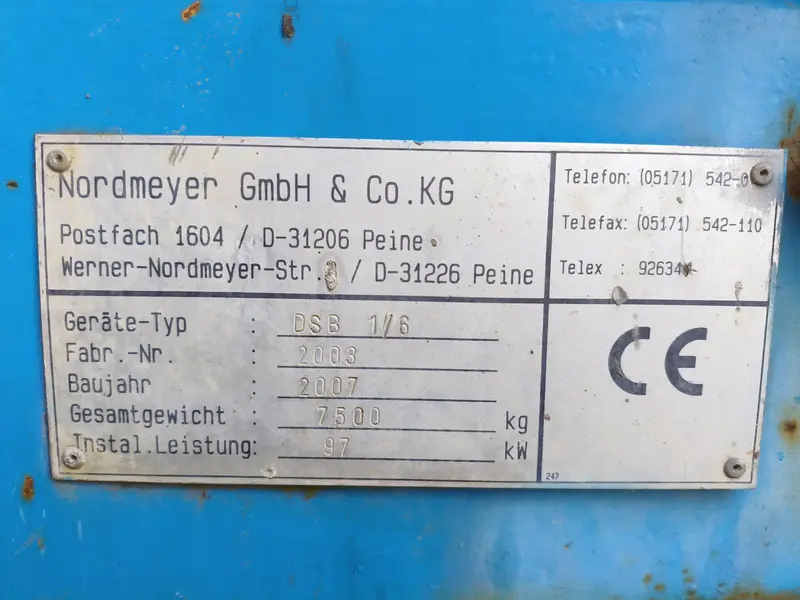 Nordmeyer GmbH & Co.KG
Postfach 1604 / D-31206 Peine
Werner-Nordmeyer-Str. / D-31226 Peine
Telefon: (05171) 542-0
Telefax: (05171) 542-110
Telex :
Geräte-Typ : DSB 1/6
Fabr.-Nr. : 2003
Baujahr : 2007
Gesamtgewicht : 7500 kg
Instal.Leistung: 97 kW
CE
247